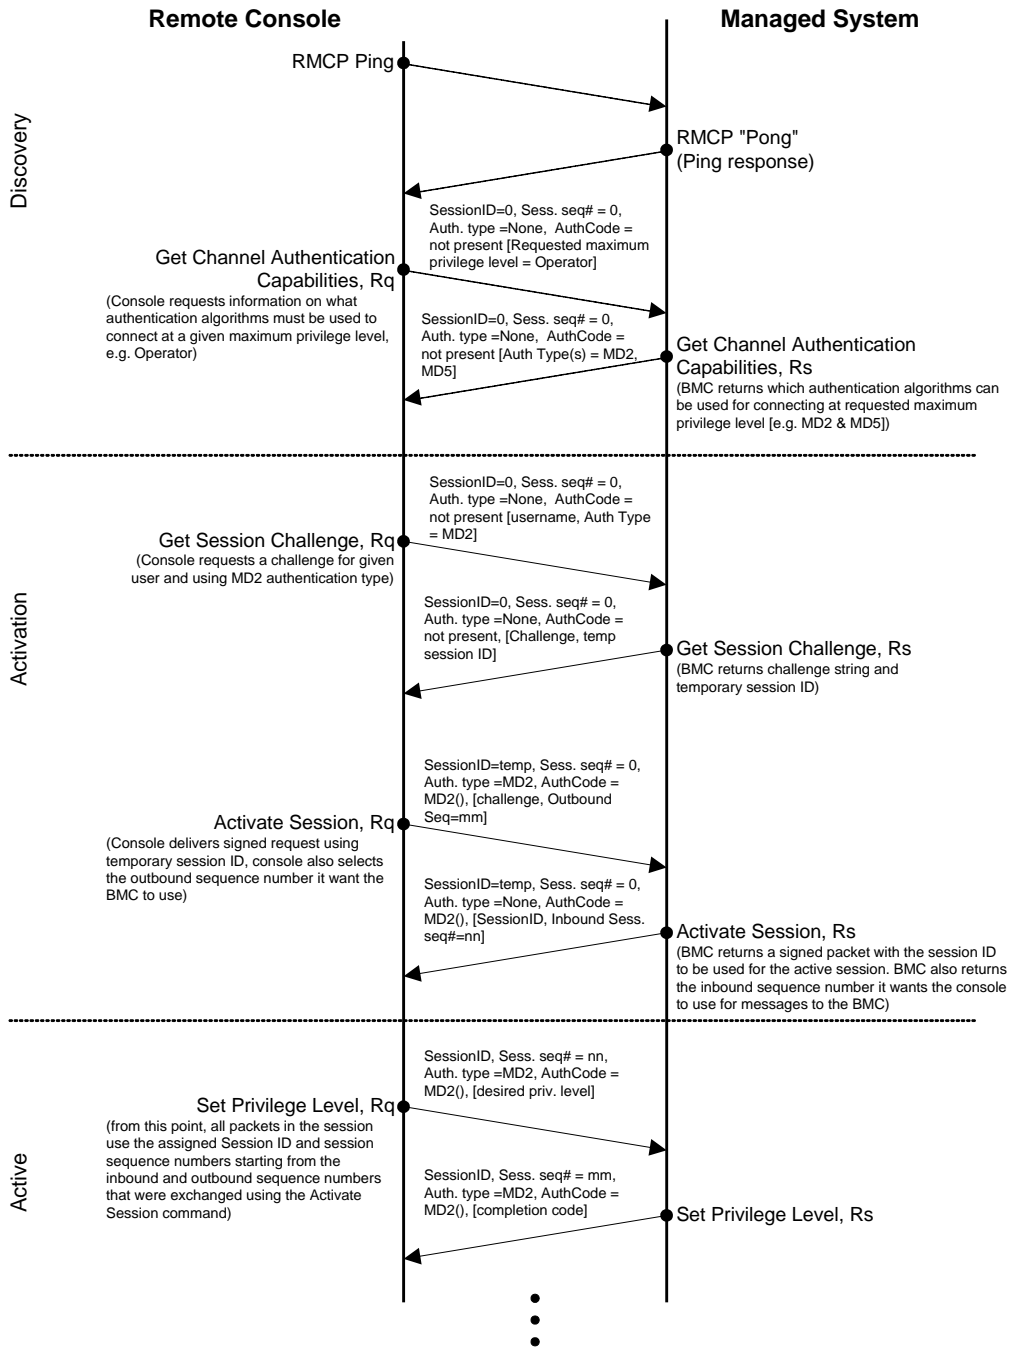 Remote Console
Managed System
Discovery
RMCP Ping
RMCP "Pong"
(Ping response)
SessionID=0, Sess. seq# = 0,
Auth. type =None, AuthCode =
not present [Requested maximum
privilege level = Operator]
Get Channel Authentication
Capabilities, Rq
(Console requests information on what
authentication algorithms must be used to
connect at a given maximum privilege level,
e.g. Operator)
SessionID=0, Sess. seq# = 0,
Auth. type =None, AuthCode =
not present [Auth Type(s) = MD2,
MD5]
Get Channel Authentication
Capabilities, Rs
(BMC returns which authentication algorithms can
be used for connecting at requested maximum
privilege level [e.g. MD2 & MD5])
Activation
SessionID=0, Sess. seq# = 0,
Auth. type =None, AuthCode =
not present [username, Auth Type
= MD2]
Get Session Challenge, Rq
(Console requests a challenge for given
user and using MD2 authentication type)
SessionID=0, Sess. seq# = 0,
Auth. type =None, AuthCode =
not present, [Challenge, temp
session ID]
Get Session Challenge, Rs
(BMC returns challenge string and
temporary session ID)
SessionID=temp, Sess. seq# = 0,
Auth. type =MD2, AuthCode =
MD2(), [challenge, Outbound
Seq=mm]
Activate Session, Rq
(Console delivers signed request using
temporary session ID, console also selects
the outbound sequence number it want the
BMC to use)
SessionID=temp, Sess. seq# = 0,
Auth. type =None, AuthCode =
MD2(), [SessionID, Inbound Sess.
seq#=nn]
Activate Session, Rs
(BMC returns a signed packet with the session ID
to be used for the active session. BMC also returns
the inbound sequence number it wants the console
to use for messages to the BMC)
Active
SessionID, Sess. seq# = nn,
Auth. type =MD2, AuthCode =
MD2(), [desired priv. level]
Set Privilege Level, Rq
(from this point, all packets in the session
use the assigned Session ID and session
sequence numbers starting from the
inbound and outbound sequence numbers
that were exchanged using the Activate
Session command)
SessionID, Sess. seq# = mm,
Auth. type =MD2, AuthCode =
MD2(), [completion code]
Set Privilege Level, Rs